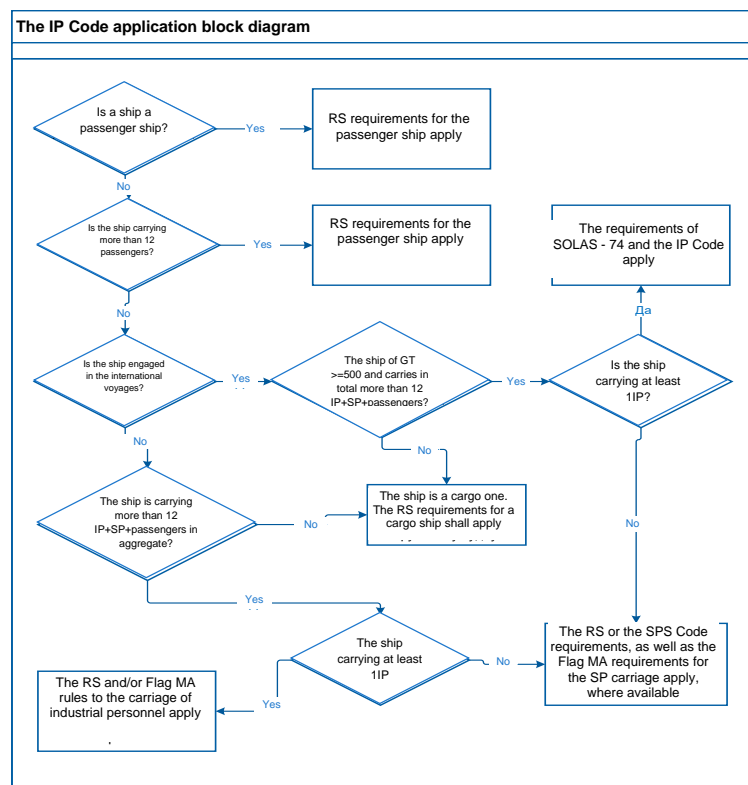 The IP Code application block diagram
Is a ship a
passenger ship?
Yes
RS requirements for the
passenger ship apply
No
Is the ship carrying
more than 12
passengers?
Yes
RS requirements for the
passenger ship apply
The requirements of
SOLAS - 74 and the IP Code
apply
No
Да
Is the ship engaged
in the international
voyages?
Yes
The ship of GT
>=500 and carries in
total more than 12
IP+SP+passenners?
Yes
Is the ship
carrying at least
1IP?
No
No
The ship is carrying
more than 12
IP+SP+passengers in
aggregate?
No
The ship is a cargo one.
The RS requirements for a
cargo ship shall apply
No
Yes
The ship
carrying at least
1IP
No
The RS or the SPS Code
requirements, as well as the
Flag MA requirements for
the SP carriage apply,
where available
Yes
The RS and/or Flag MA
rules to the carriage of
industrial personnel apply